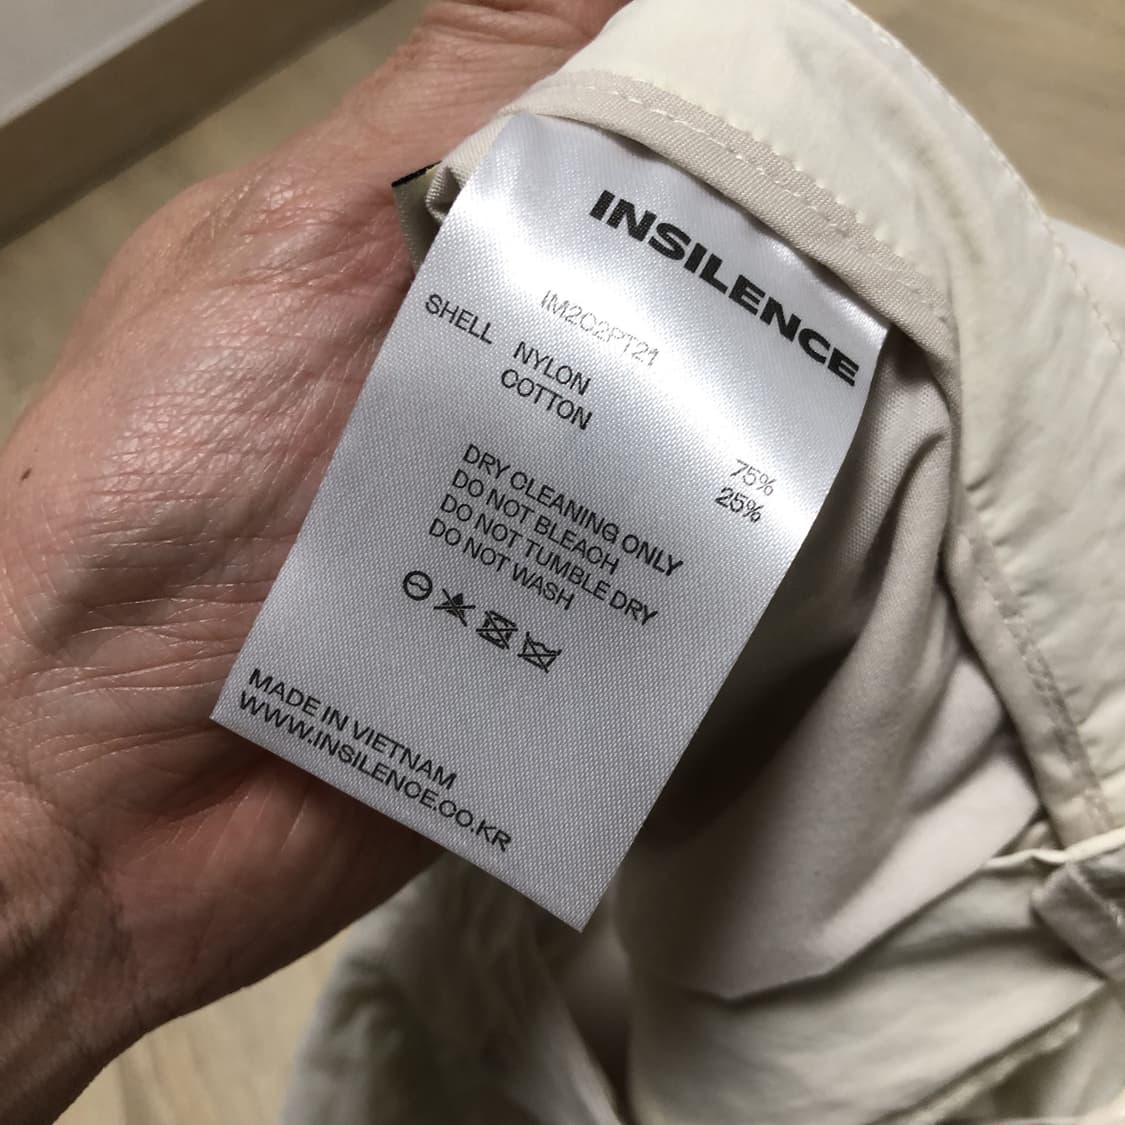 INSILENCE
IM2C2PT21
SHELL NYLON 75%
COTTON 25%
DRY CLEANING ONLY
DO NOT BLEACH
DO NOT TUMBLE DRY
DO NOT WASH
MADE IN VIETNAM
WWW.INSILENCE.CO.KR